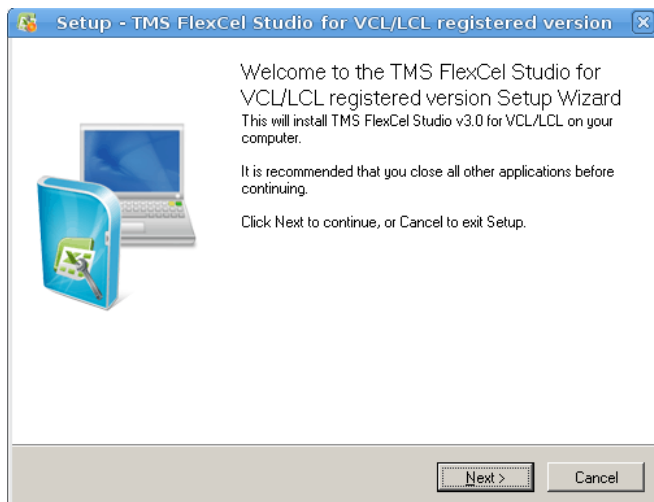 Setup - TMS FlexCel Studio for VCL/LCL registered version
Welcome to the TMS FlexCel Studio for
VCL/LCL registered version Setup Wizard
This will install TMS FlexCel Studio v3.0 for VCL/LCL on your
computer.
It is recommended that you close all other applications before
continuing.
Click Next to continue, or Cancel to exit Setup.
Next >
Cancel